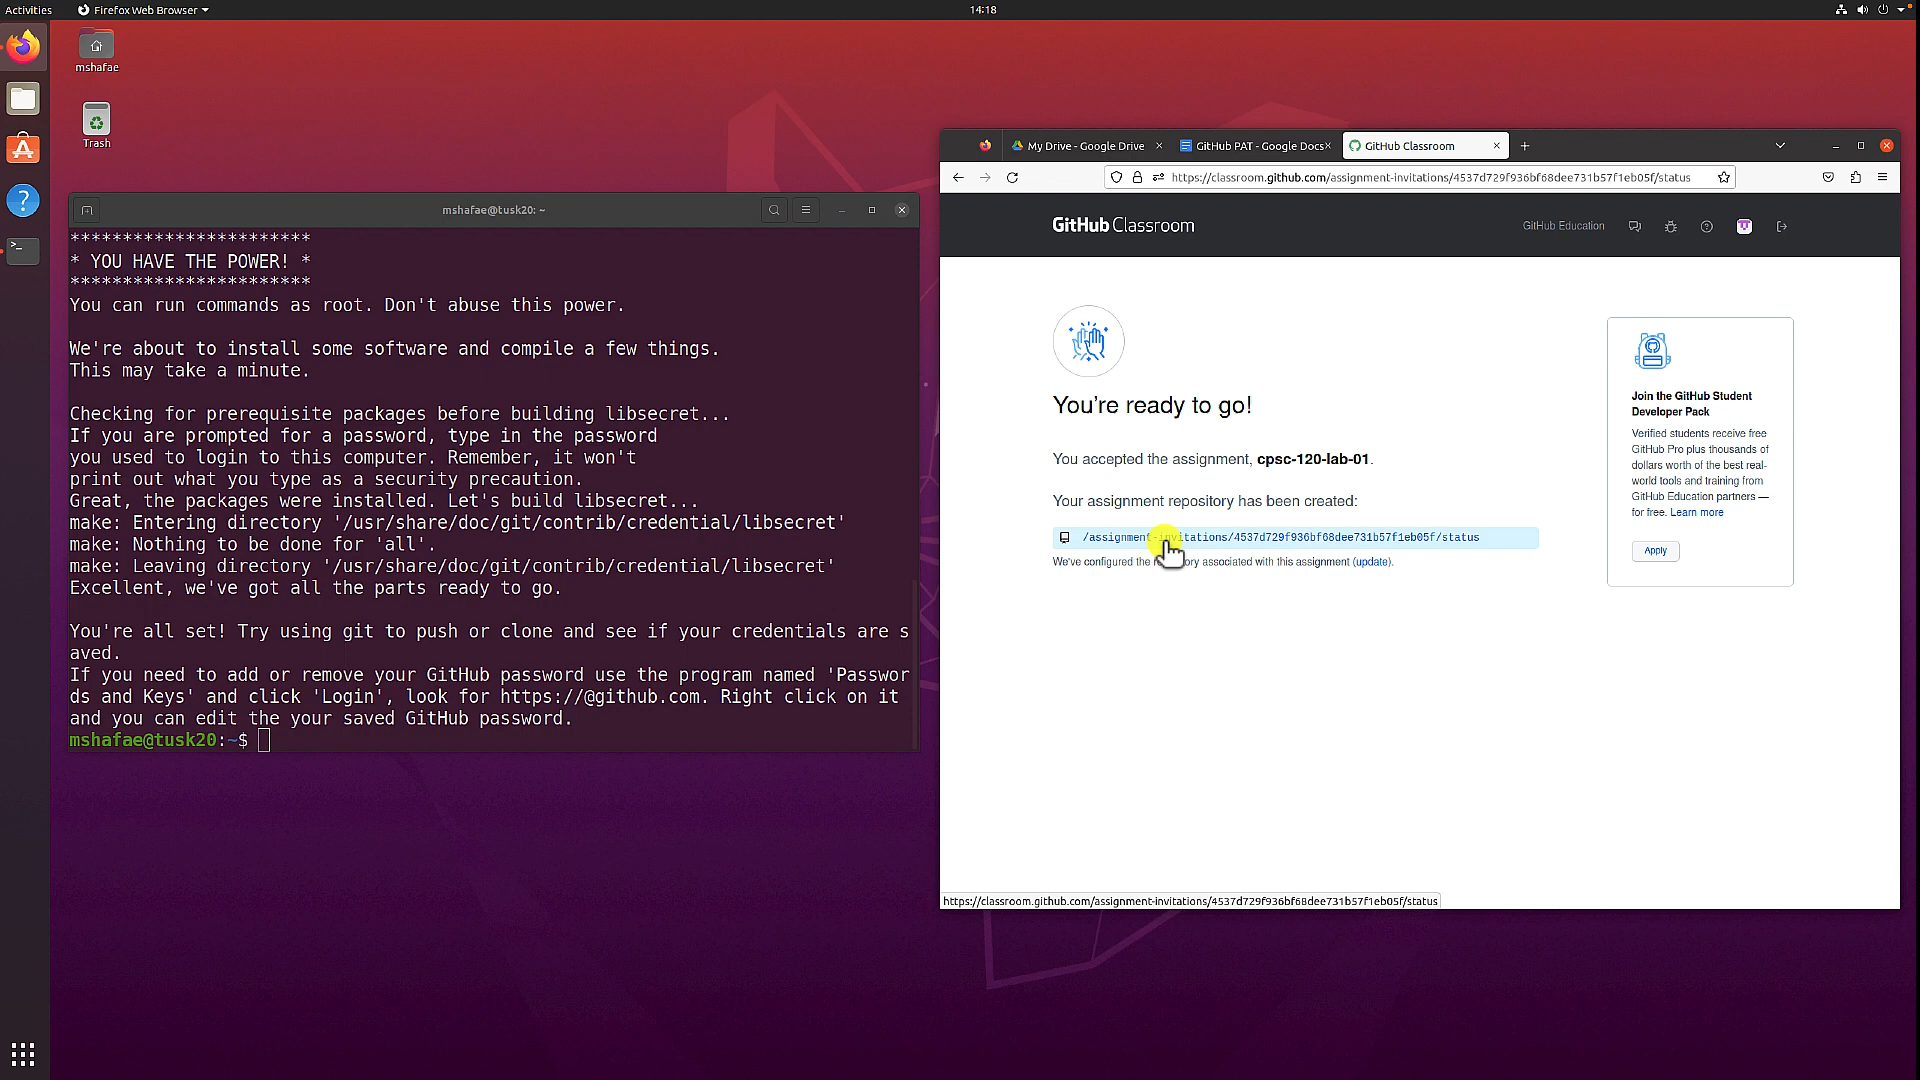 Activities
Firefox Web Browser
14:18
mshafae
Trash
mshafae@tusk20: ~
***********************
* YOU HAVE THE POWER! *
***********************
You can run commands as root. Don't abuse this power.
We're about to install some software and compile a few things.
This may take a minute.
Checking for prerequisite packages before building libsecret...
If you are prompted for a password, type in the password
you used to login to this computer. Remember, it won't
print out what you type as a security precaution.
Great, the packages were installed. Let's build libsecret...
make: Entering directory '/usr/share/doc/git/contrib/credential/libsecret'
make: Nothing to be done for 'all'.
make: Leaving directory '/usr/share/doc/git/contrib/credential/libsecret'
Excellent, we've got all the parts ready to go.
You're all set! Try using git to push or clone and see if your credentials are s
aved.
If you need to add or remove your GitHub password use the program named 'Passwor
ds and Keys' and click 'Login', look for https://@github.com. Right click on it
and you can edit the your saved GitHub password.
mshafae@tusk20:~$
My Drive - Google Drive
GitHub PAT - Google Docs
GitHub Classroom
https://classroom.github.com/assignment-invitations/4537d729f936bf68dee731b57f1eb05f/status
GitHub Classroom
GitHub Education
You're ready to go!
You accepted the assignment, cpsc-120-lab-01.
Your assignment repository has been created:
/assignment-invitations/4537d729f936bf68dee731b57f1eb05f/status
We've configured the ory associated with this assignment (update).
Join the GitHub Student
Developer Pack
Verified students receive free
GitHub Pro plus thousands of
dollars worth of the best real-
world tools and training from
GitHub Education partners —
for free. Learn more
Apply
https://classroom.github.com/assignment-invitations/4537d729f936bf68dee731b57f1eb05f/status